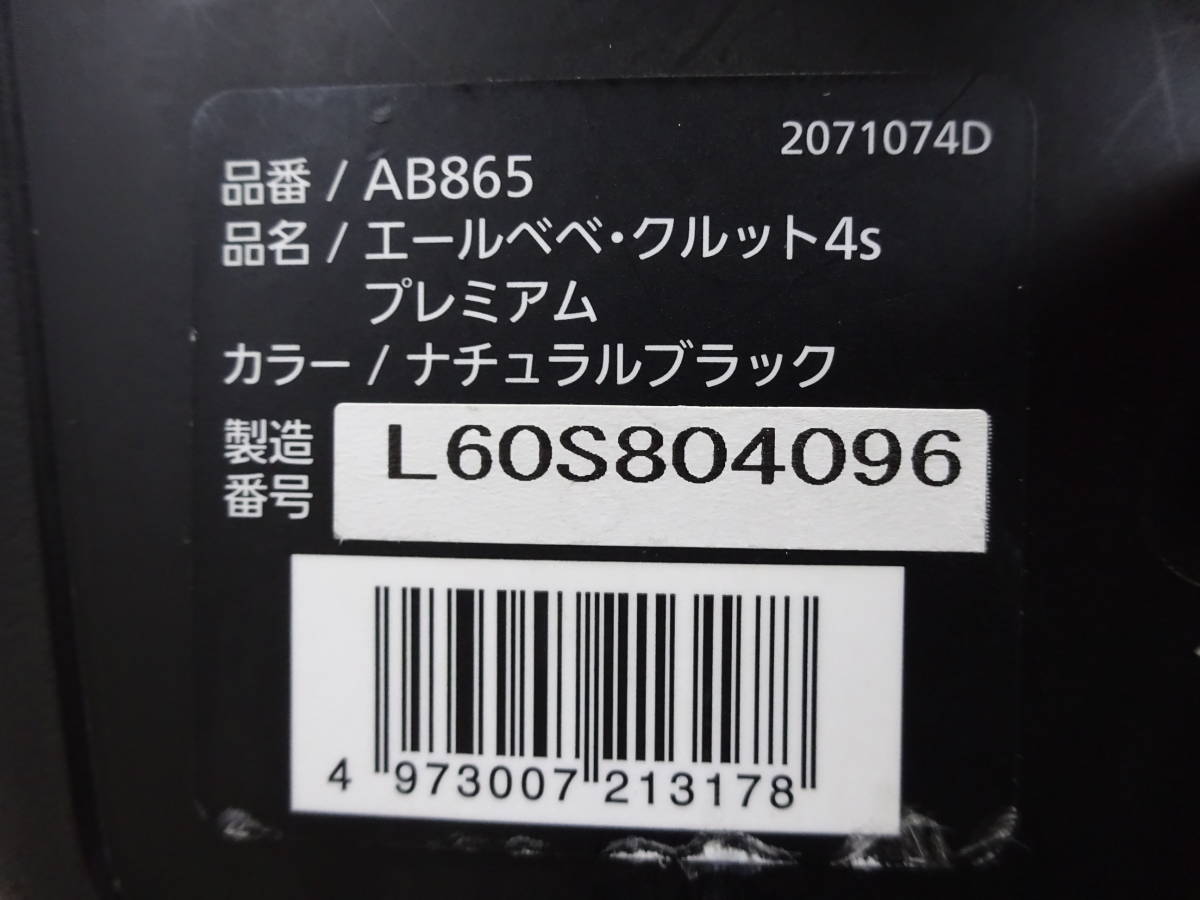 2071074D
品番 / AB865
品名 / エールベベ・クルット4s
プレミアム
カラー / ナチュラルブラック
製造
番号
L60S804096
4 973007 213178